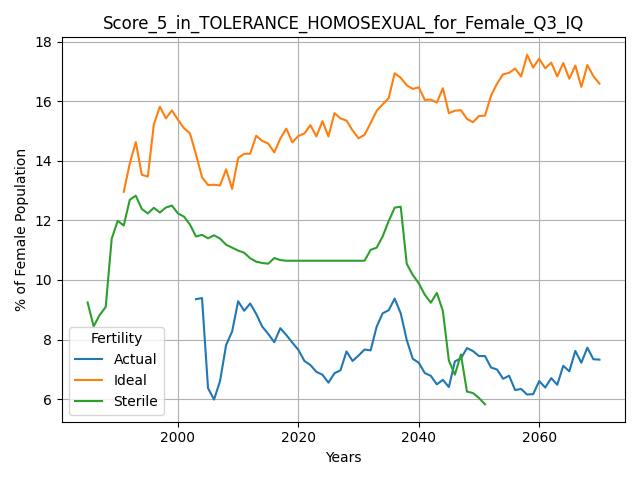 Score_5_in_TOLERANCE_HOMOSEXUAL_for_Female_Q3_IQ
% of Female Population
18
16
14
12
10
8
6
Fertility
Actual
Ideal
Sterile
2000
2020
2040
2060
Years